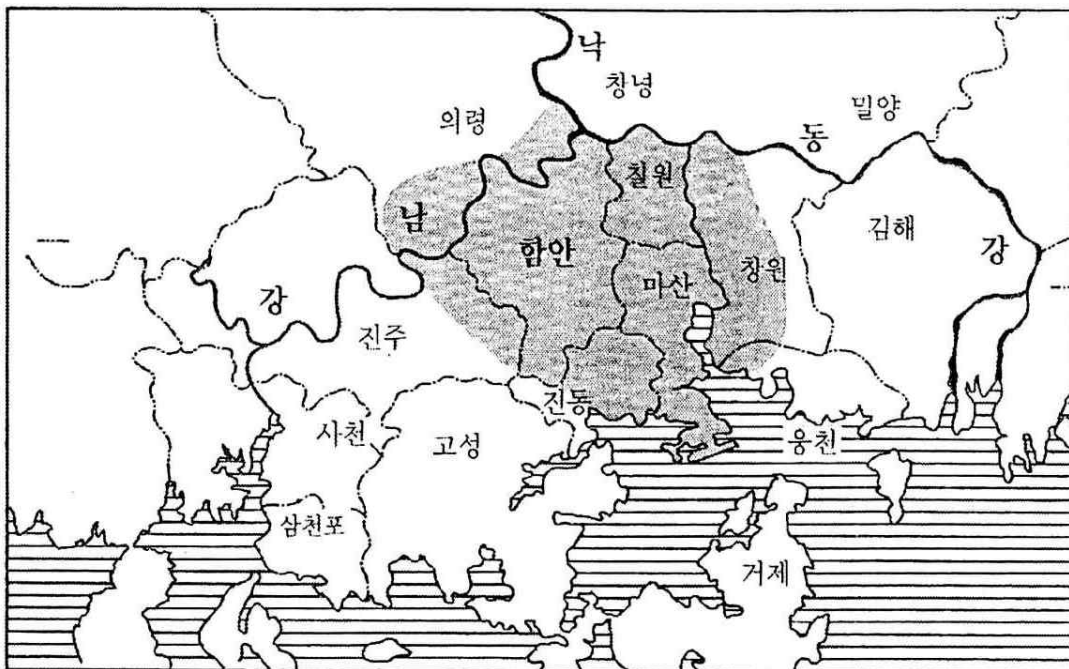 낙
창녕
의령
밀양
동
칠원
남
함안
김해
강
창원
마산
강
진주
진동
사천
고성
웅천
삼천포
거제